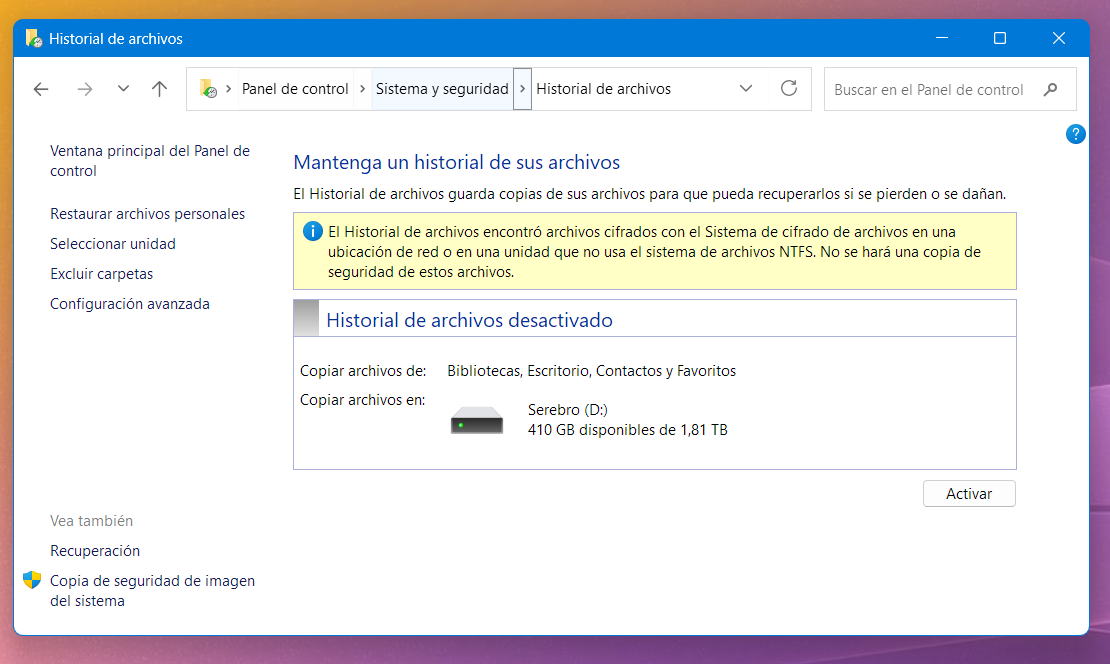 Historial de archivos
Panel de control
Sistema y seguridad
Historial de archivos
Buscar en el Panel de control
?
Ventana principal del Panel de
control
Restaurar archivos personales
Seleccionar unidad
Excluir carpetas
Configuración avanzada
Mantenga un historial de sus archivos
El Historial de archivos guarda copias de sus archivos para que pueda recuperarlos si se pierden o se dañan.
El Historial de archivos encontró archivos cifrados con el Sistema de cifrado de archivos en una
ubicación de red o en una unidad que no usa el sistema de archivos NTFS. No se hará una copia de
seguridad de estos archivos.
Historial de archivos desactivado
Copiar archivos de: Bibliotecas, Escritorio, Contactos y Favoritos
Copiar archivos en:
Serebro (D:)
410 GB disponibles de 1,81 TB
Activar
Vea también
Recuperación
Copia de seguridad de imagen
del sistema